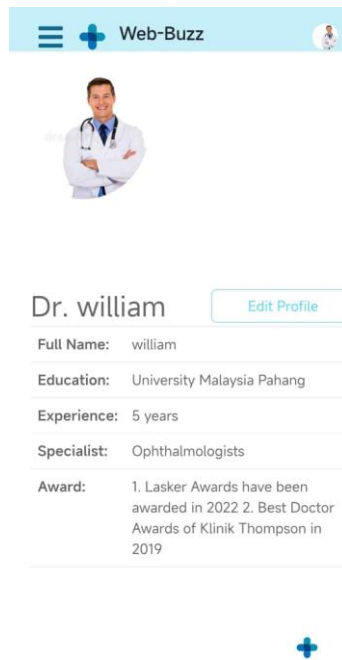 Web-Buzz
Dr. william
Edit Profile
Full Name: william
Education: University Malaysia Pahang
Experience: 5 years
Specialist: Ophthalmologists
Award: 1. Lasker Awards have been
awarded in 2022 2. Best Doctor
Awards of Klinik Thompson in
2019